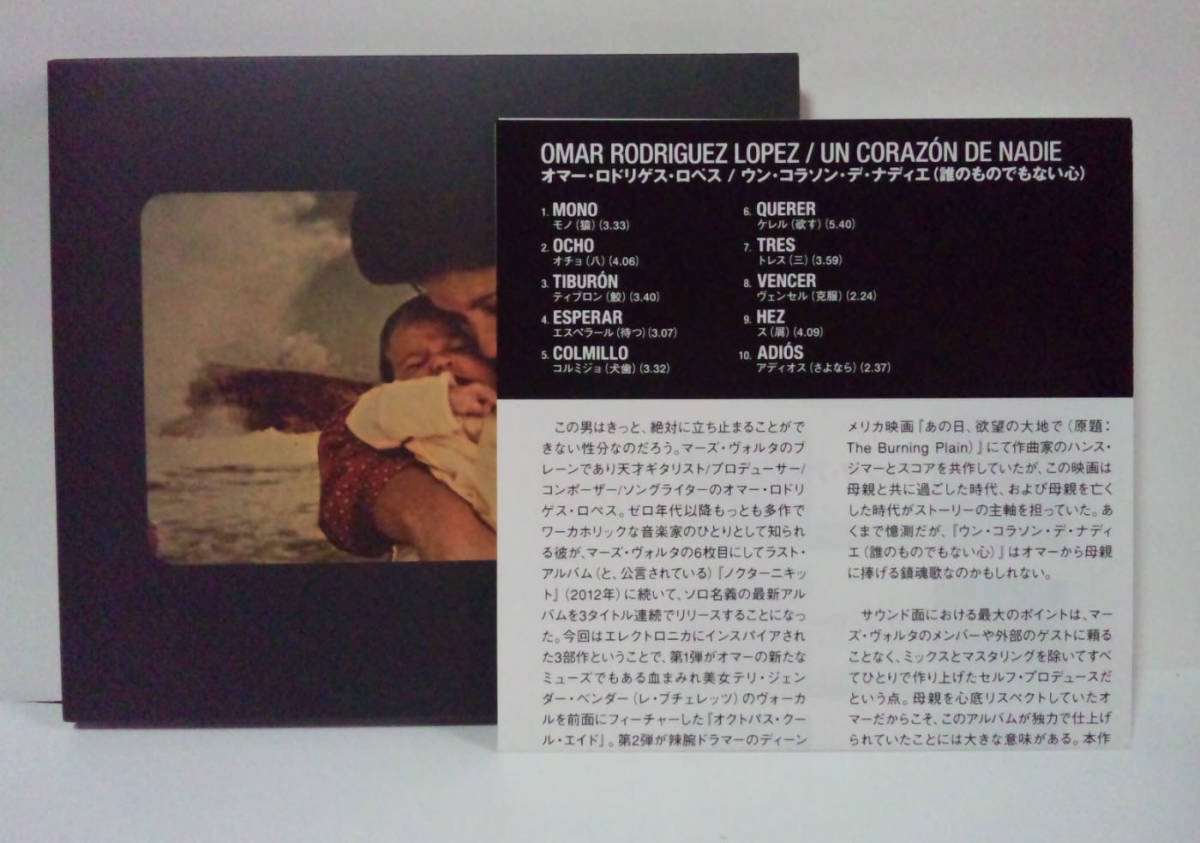 OMAR RODRIGUEZ LOPEZ / UN CORAZÓN DE NADIE
オマー・ロドリゲス・ロペス / ウン・コラソン・デ・ナディエ(誰のものでもない心)
1. MONO
モノ(猿)(3.33)
2. OCHO
オチョ(八)(4.06)
3. TIBURÓN
ティブロン(鮫)(3.40)
4. ESPERAR
エスペラール(待つ)(3.07)
5. COLMILLO
コルミジョ(犬歯)(3.32)
6. QUERER
ケレル(欲す)(5.40)
7. TRES
トレス(三)(3.59)
8. VENCER
ヴェンセル(克服)(2.24)
9. HEZ
ス(屑)(4.09)
10. ADIÓS
アディオス(さよなら)(2.37)
この男はきっと、絶対に立ち止まることがで
きない性分なのだろう。マーズ・ヴォルタのブ
レーンであり天才ギタリスト/プロデューサー/
コンポーザー/ソングライターのオマー・ロドリ
ゲス・ロペス。ゼロ年代以降もっとも多作で
ワーカホリックな音楽家のひとりとして知られ
る彼が、マーズ・ヴォルタの6枚目にしてラスト・
アルバム(と、公言されている)『ノクターニキッ
ト』(2012年)に続いて、ソロ名義の最新アル
バムを3タイトル連続でリリースすることになっ
た。今回はエレクトロニカにインスパイアされ
た3部作ということで、第1弾がオマーの新たな
ミューズでもある血まみれ美女テリ・ジェン
ダー・ベンダー(レ・ブチェレッツ)のヴォーカ
ルを前面にフィーチャーした『オクトパス・クー
ル・エイド』。第2弾が辣腕ドラマーのディーン
メリカ映画『あの日、欲望の大地で(原題:
The Burning Plain)』にて作曲家のハンス・
ジマーとスコアを共作していたが、この映画は
母親と共に過ごした時代、および母親を亡く
した時代がストーリーの主軸を担っていた。あ
くまで憶測だが、『ウン・コラソン・デ・ナディ
エ(誰のものでもない心)』はオマーから母親
に捧げる鎮魂歌なのかもしれない。
サウンド面における最大のポイントは、マー
ズ・ヴォルタのメンバーや外部のゲストに頼る
ことなく、ミックスとマスタリングを除いてすべ
てひとりで作り上げたセルフ・プロデュースだ
という点。母親を心底リスペクトしていたオ
マーだからこそ、このアルバムが独力で仕上げ
られていたことには大きな意味がある。本作